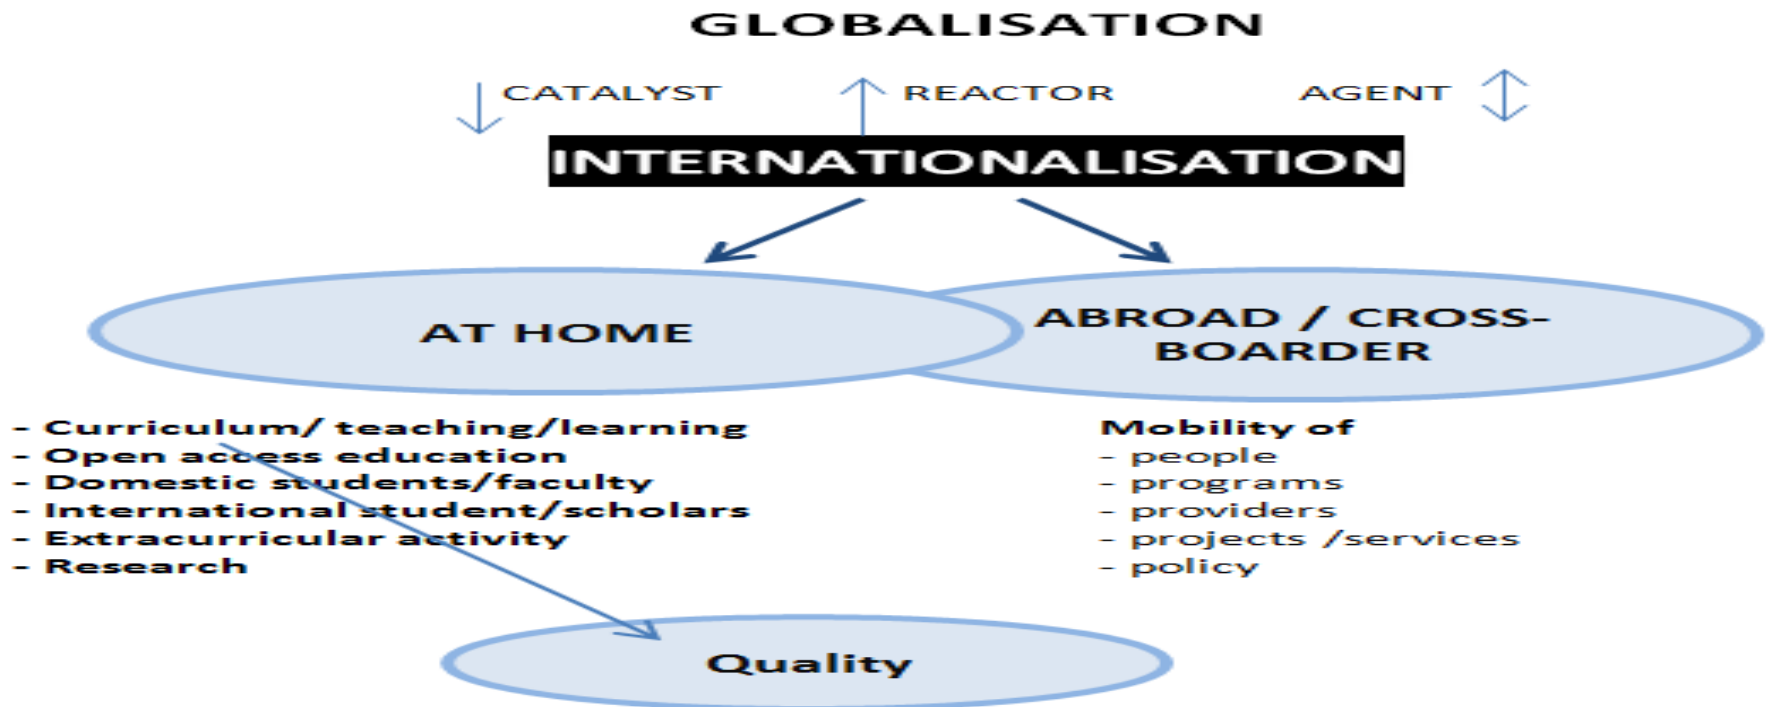 GLOBALISATION
CATALYST REACTOR AGENT
INTERNATIONALISATION
AT HOME
ABROAD / CROSS-
BOARDER
- Curriculum/ teaching/learning
- Open access education
- Domestic students/faculty
- International student/scholars
- Extracurricular activity
- Research
Mobility of
- people
- programs
- providers
- projects /services
- policy
Quality